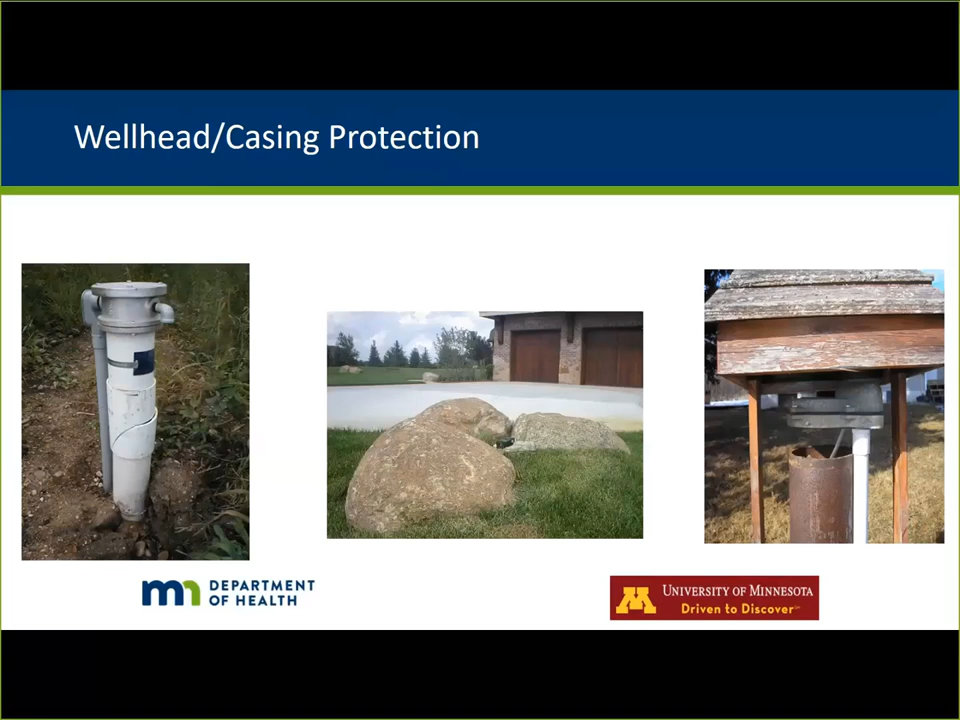 Wellhead/Casing Protection
DEPARTMENT
OF HEALTH
UNIVERSITY OF MINNESOTA
Driven to Discover